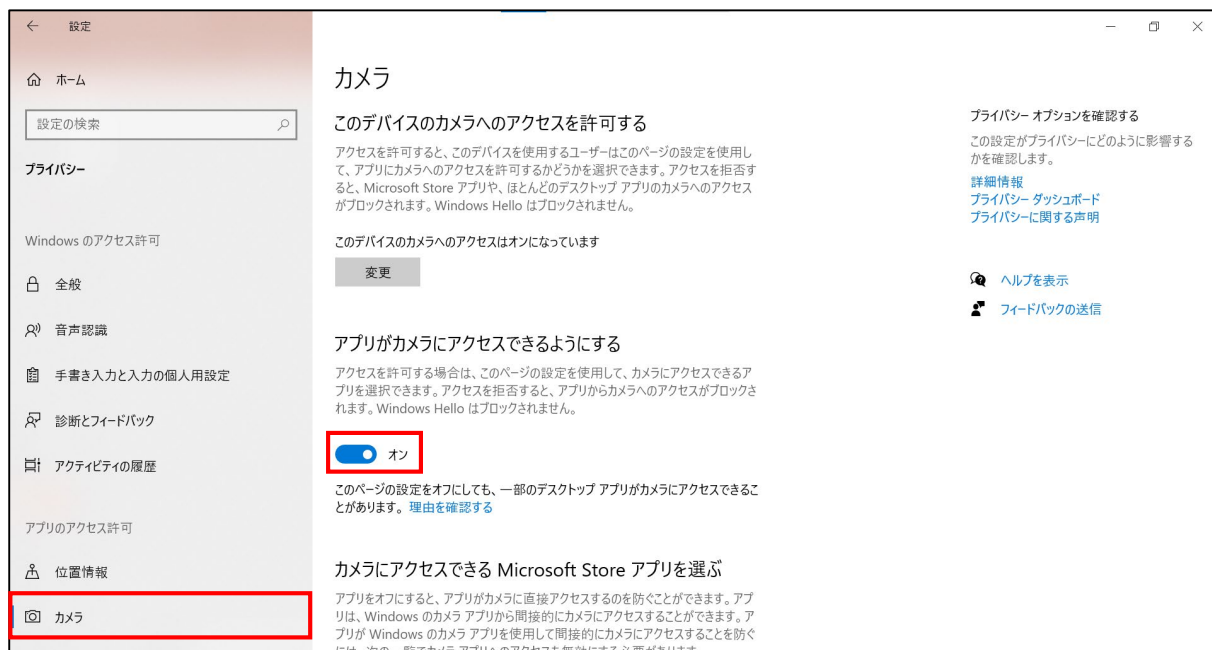 設定
ホーム
設定の検索
プライバシー
Windows のアクセス許可
全般
音声認識
手書き入力と入力の個人用設定
診断とフィードバック
アクティビティの履歴
アプリのアクセス許可
位置情報
カメラ
カメラ
このデバイスのカメラへのアクセスを許可する
アクセスを許可すると、このデバイスを使用するユーザーはこのページの設定を使用し
て、アプリにカメラへのアクセスを許可するかどうかを選択できます。アクセスを拒否す
ると、Microsoft Store アプリや、ほとんどのデスクトップ アプリのカメラへのアクセス
がブロックされます。Windows Hello はブロックされません。
このデバイスのカメラへのアクセスはオンになっています
変更
アプリがカメラにアクセスできるようにする
アクセスを許可する場合は、このページの設定を使用して、カメラにアクセスできるア
プリを選択できます。アクセスを拒否すると、アプリからカメラへのアクセスがブロックさ
れます。Windows Hello はブロックされません。
オン
このページの設定をオフにしても、一部のデスクトップ アプリがカメラにアクセスできるこ
とがあります。 理由を確認する
カメラにアクセスできる Microsoft Store アプリを選ぶ
アプリをオフにすると、アプリがカメラに直接アクセスするのを防ぐことができます。アプ
リは、Windows のカメラ アプリから間接的にカメラにアクセスすることができます。ア
プリが Windows のカメラ アプリを使用して間接的にカメラにアクセスすることを防ぐ
には、次の一覧でカメラ アプリへのアクセスも無効にする必要があります。
プライバシー オプションを確認する
この設定がプライバシーにどのように影響する
かを確認します。
詳細情報
プライバシー ダッシュボード
プライバシーに関する声明
ヘルプを表示
フィードバックの送信